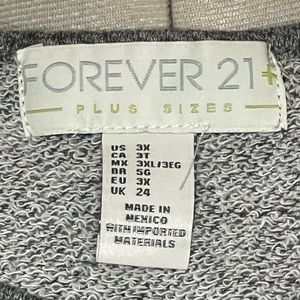 FOREVER 21+
PLUS SIZES
US 3X
CA 3T
MX 3XL/3EG
BR 5G
EU 3X
UK 24
MADE IN
MEXICO
WITH IMPORTED
MATERIALS